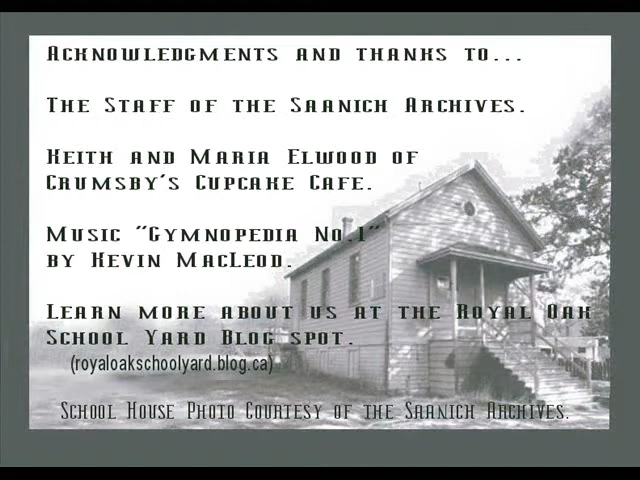 Acknowledgments and thanks to...
The Staff of the Saanich Archives.
Keith and Maria Elwood of
Crumsby's Cupcake Cafe.
Music "Gymnopedia No.1"
by Kevin MacLeod.
Learn more about us at the Royal Oak
School Yard Blog spot.
(royaloakschoolyard.blog.ca)
School House Photo Courtesy of the Saanich Archives.